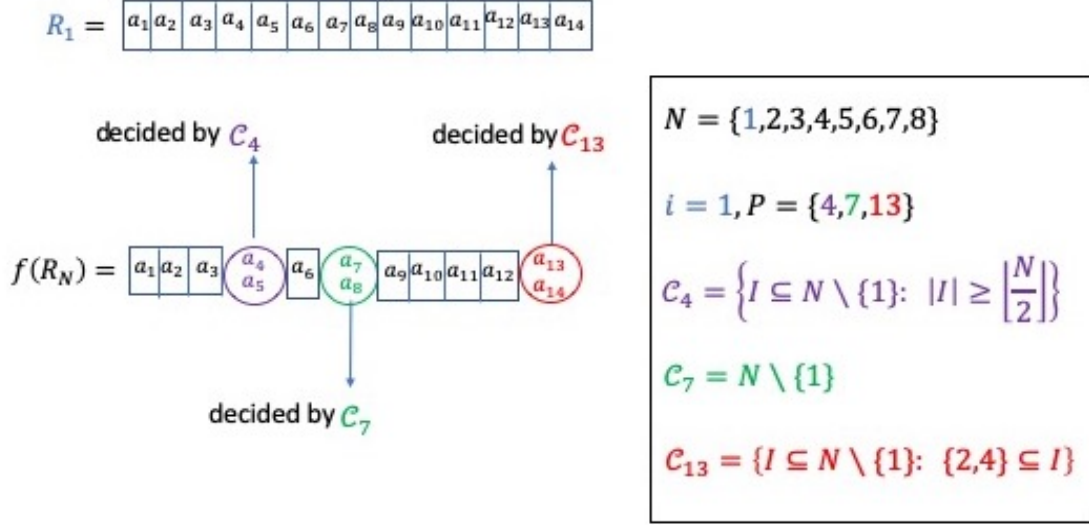 R₁ = a₁ a₂ a₃ a₄ a₅ a₆ a₇ a₈ a₉ a₁₀ a₁₁ a₁₂ a₁₃ a₁₄
decided by 𝒞₄
decided by 𝒞₁₃
f(R_N) = a₁ a₂ a₃ a₄ a₅ a₆ a₇ a₈ a₉ a₁₀ a₁₁ a₁₂ a₁₃ a₁₄
decided by 𝒞₇
N = {1,2,3,4,5,6,7,8}
i = 1, P = {4,7,13}
𝒞₄ = {I ⊆ N \ {1}: |I| ≥ ⌊N/2⌋}
𝒞₇ = N \ {1}
𝒞₁₃ = {I ⊆ N \ {1}: {2,4} ⊆ I}